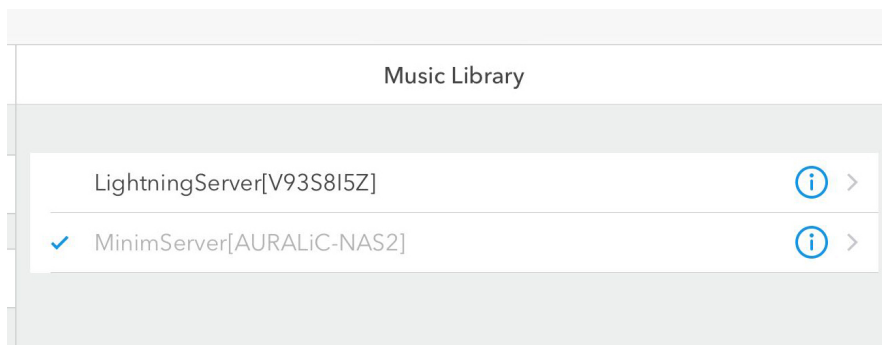 Music Library
LightningServer[V93S8I5Z]
MinimServer[AURALiC-NAS2]